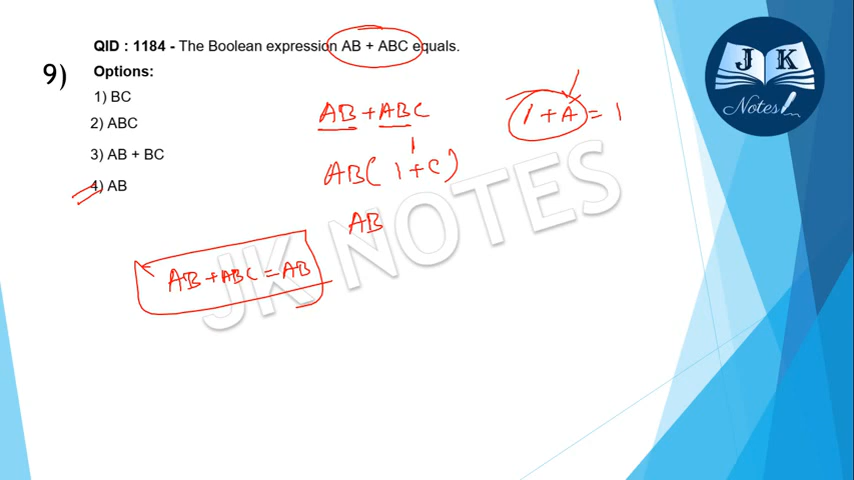 QID : 1184 - The Boolean expression AB + ABC equals.
9)
Options:
1) BC
2) ABC
3) AB + BC
4) AB
AB + ABC
1 + A = 1
1
AB( 1 + C )
AB
AB + ABC = AB
JK NOTES
J K
Notes